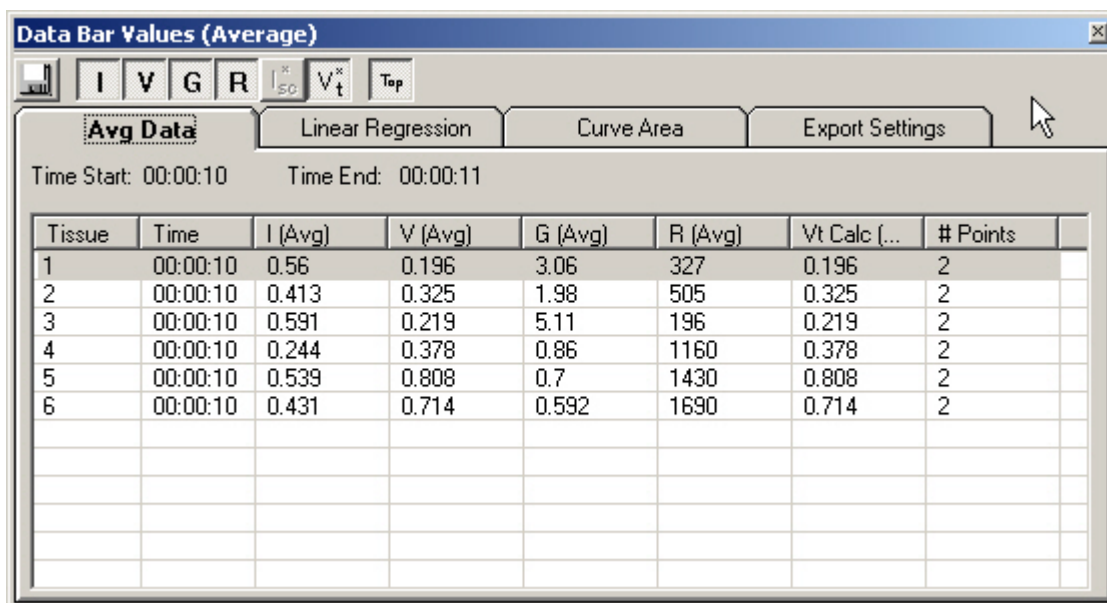 Data Bar Values (Average)
I V G R I sc × V t × Top
Avg Data Linear Regression Curve Area Export Settings
Time Start: 00:00:10 Time End: 00:00:11
Tissue Time I (Avg) V (Avg) G (Avg) R (Avg) Vt Calc (... # Points
1 00:00:10 0.56 0.196 3.06 327 0.196 2
2 00:00:10 0.413 0.325 1.98 505 0.325 2
3 00:00:10 0.591 0.219 5.11 196 0.219 2
4 00:00:10 0.244 0.378 0.86 1160 0.378 2
5 00:00:10 0.539 0.808 0.7 1430 0.808 2
6 00:00:10 0.431 0.714 0.592 1690 0.714 2